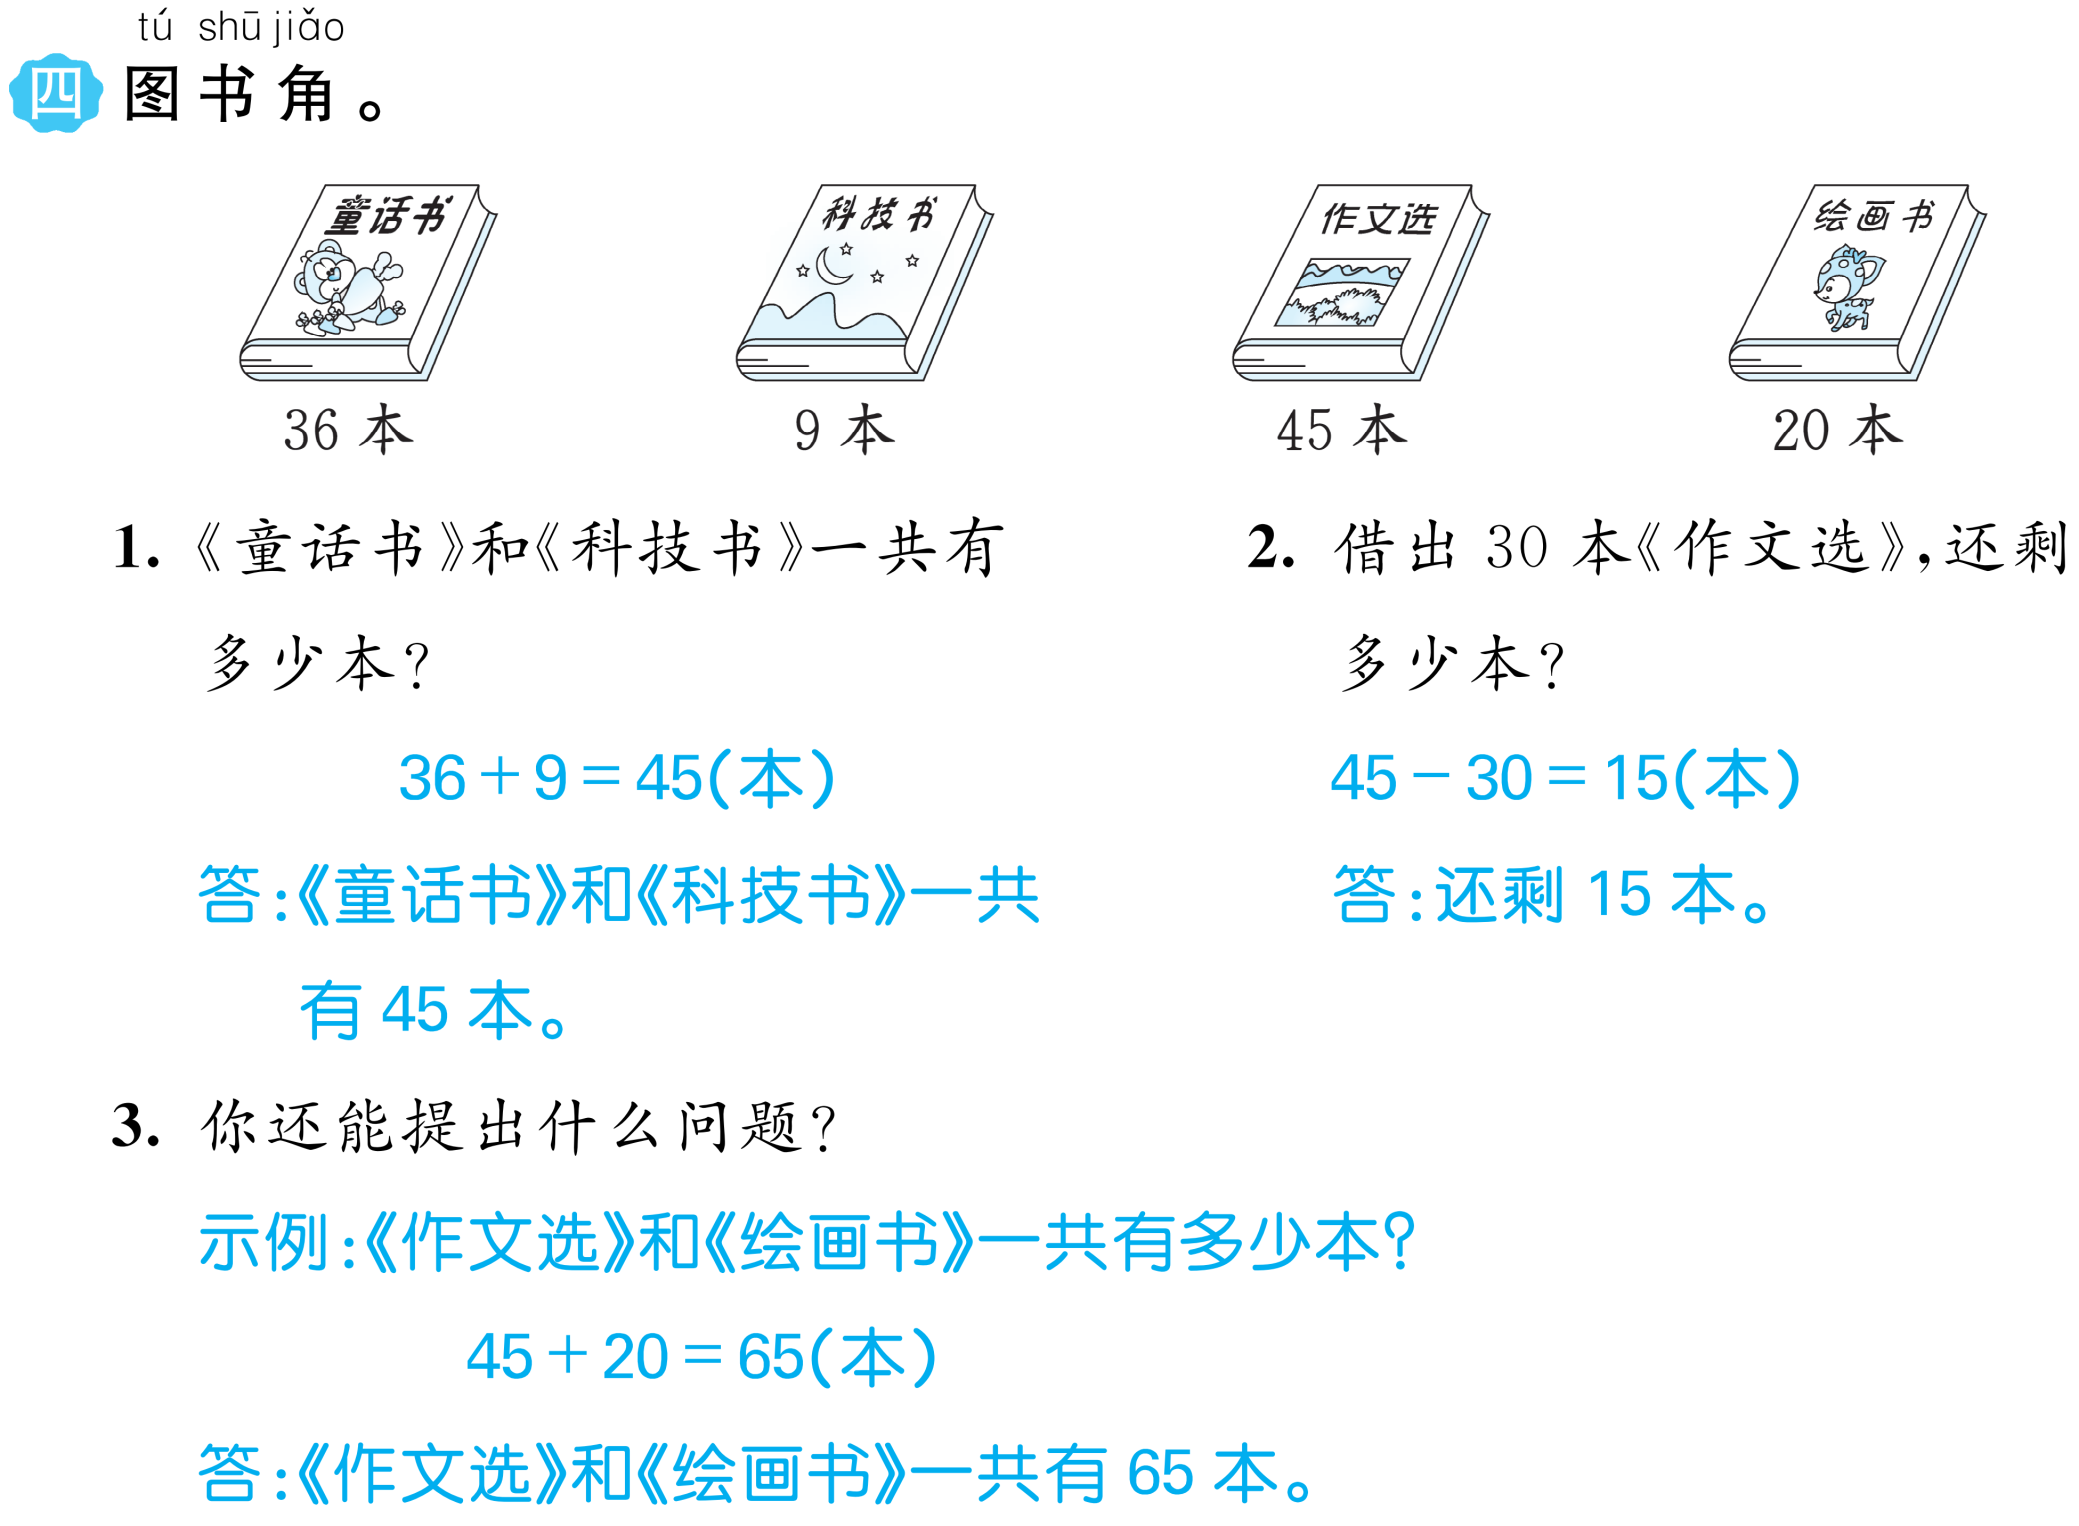 tú shū jiǎo
四 图书角。
童话书 科技书 作文选 绘画书
36 本 9 本 45 本 20 本
1. 《童话书》和《科技书》一共有
多少本?
36+9=45(本)
答:《童话书》和《科技书》一共
有 45 本。
2. 借出 30 本《作文选》,还剩
多少本?
45-30=15(本)
答:还剩 15 本。
3. 你还能提出什么问题?
示例:《作文选》和《绘画书》一共有多少本?
45+20=65(本)
答:《作文选》和《绘画书》一共有 65 本。